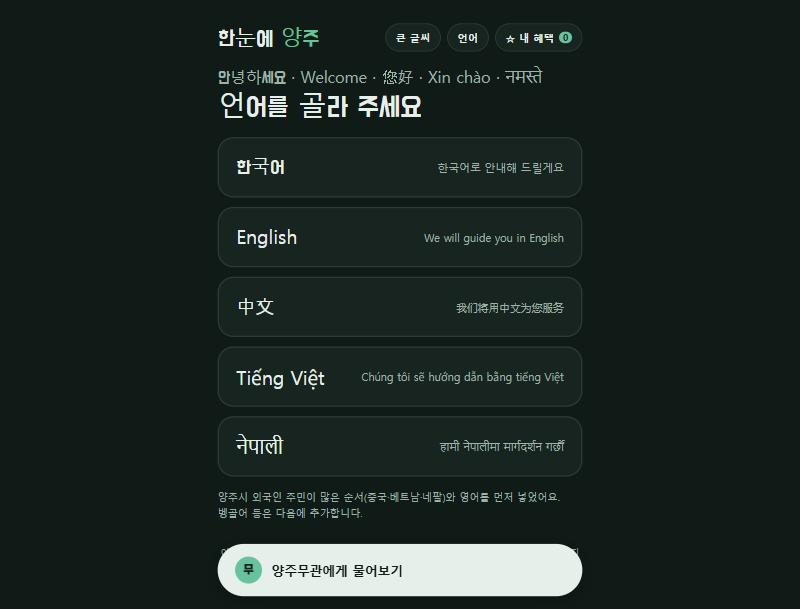 한눈에 양주
큰 글씨
언어
☆ 내 혜택 0
안녕하세요 · Welcome · 您好 · Xin chào · नमस्ते
언어를 골라 주세요
한국어
한국어로 안내해 드릴게요
English
We will guide you in English
中文
我们将用中文为您服务
Tiếng Việt
Chúng tôi sẽ hướng dẫn bằng tiếng Việt
नेपाली
हामी नेपालीमा मार्गदर्शन गर्छौं
양주시 외국인 주민이 많은 순서(중국·베트남·네팔)와 영어를 먼저 넣었어요.
벵골어 등은 다음에 추가합니다.
무 양주무관에게 물어보기